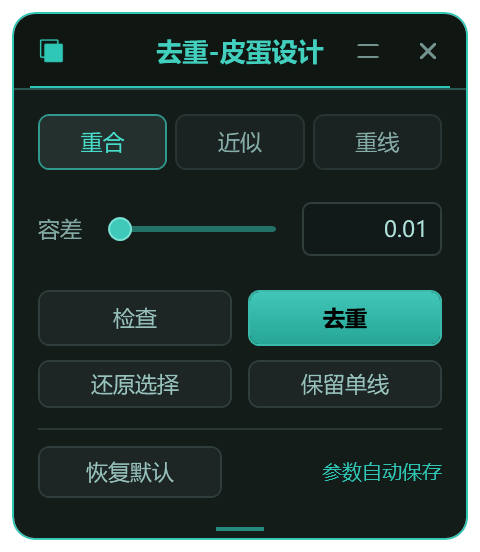 去重-皮蛋设计
重合 近似 重线
容差 0.01
检查 去重
还原选择 保留单线
恢复默认 参数自动保存